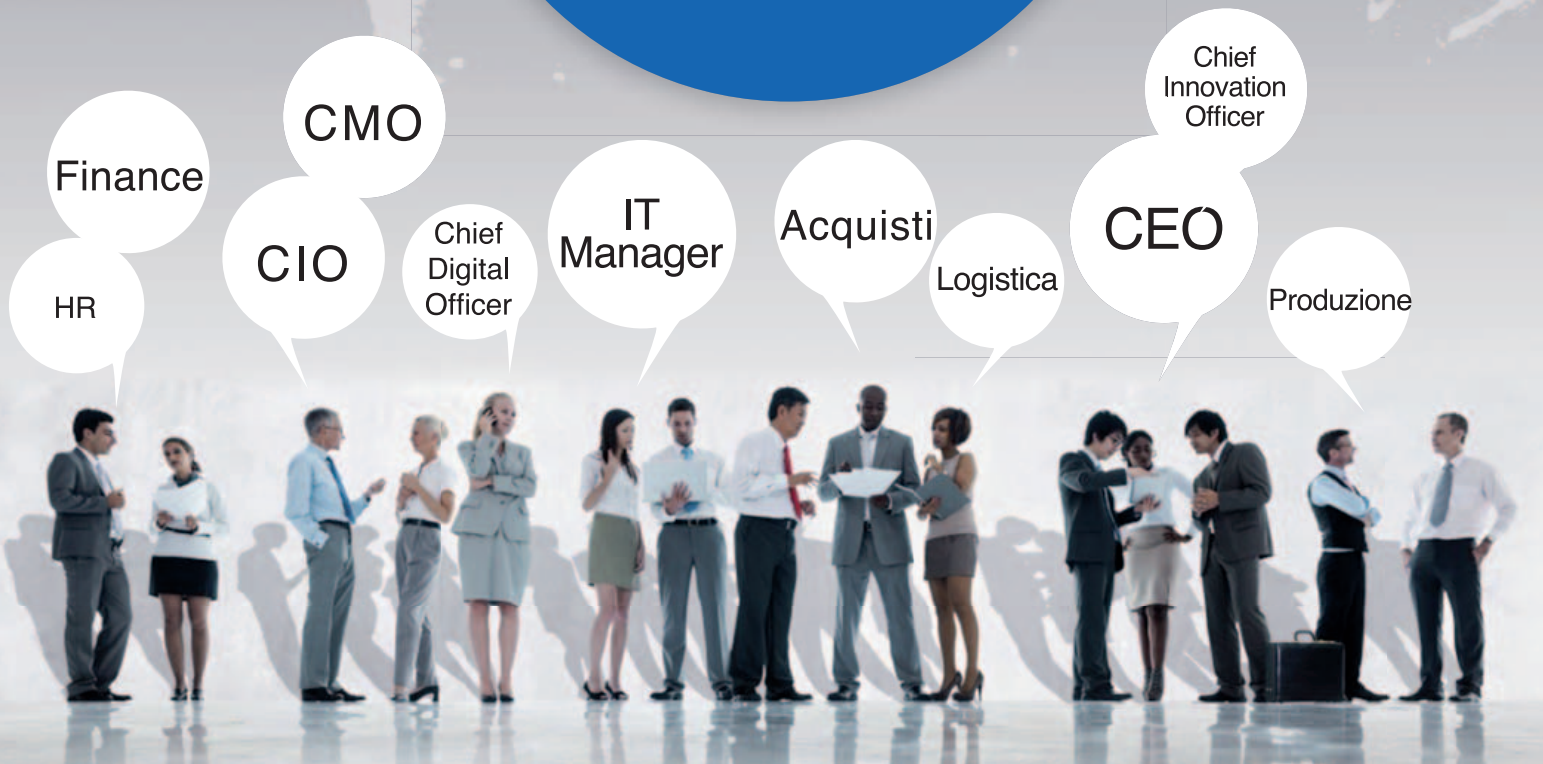 Finance
HR
CMO
CIO
Chief
Digital
Officer
IT
Manager
Acquisti
Logistica
Chief
Innovation
Officer
CEO
Produzione